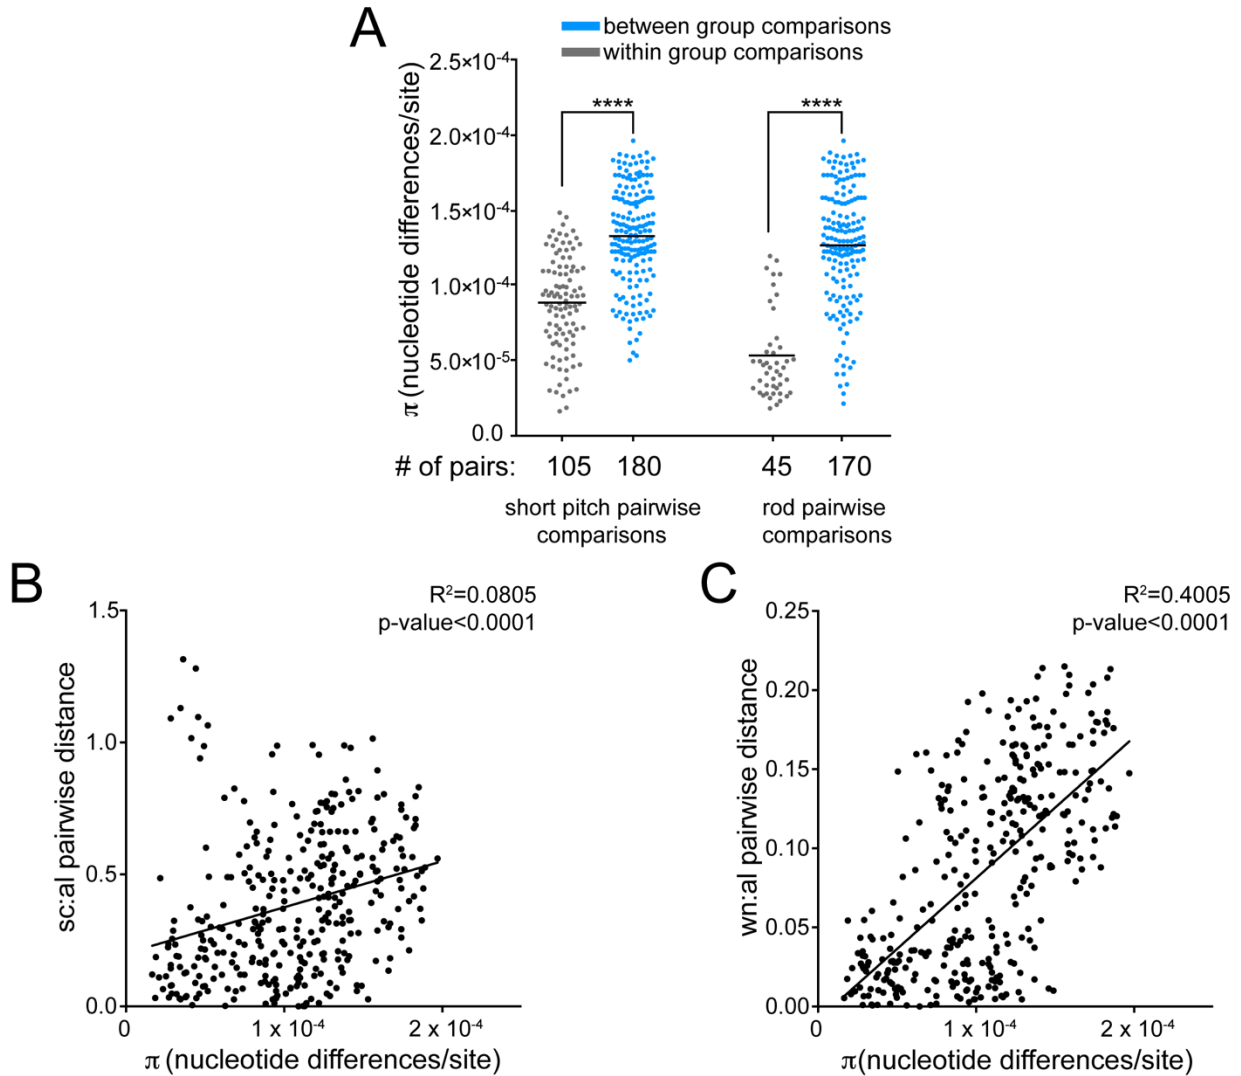 A
between group comparisons
within group comparisons
π (nucleotide differences/site)
2.5×10⁻⁴
2.0×10⁻⁴
1.5×10⁻⁴
1.0×10⁻⁴
5.0×10⁻⁵
0.0
**** ****
# of pairs: 105 180 45 170
short pitch pairwise
comparisons
rod pairwise
comparisons
B
R²=0.0805
p-value<0.0001
sc:al pairwise distance
1.5
1.0
0.5
0.0
0 1 x 10⁻⁴ 2 x 10⁻⁴
π (nucleotide differences/site)
C
R²=0.4005
p-value<0.0001
wn:al pairwise distance
0.25
0.20
0.15
0.10
0.05
0.00
0 1 x 10⁻⁴ 2 x 10⁻⁴
π(nucleotide differences/site)